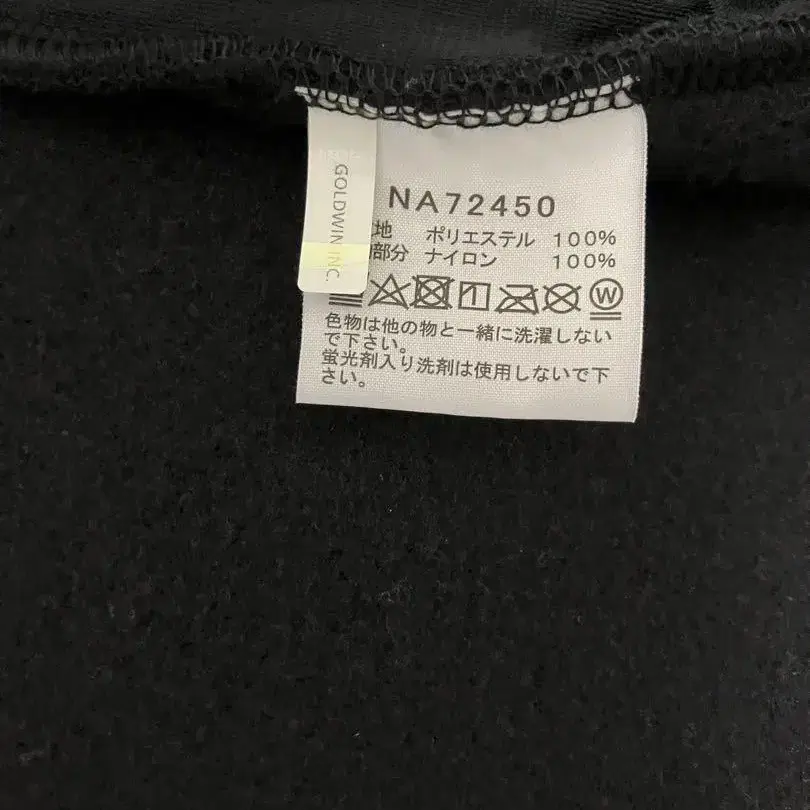 GOLDWIN INC.
NA72450
地 ポリエステル 100%
部分 ナイロン 100%
W
色物は他の物と一緒に洗濯しない
で下さい。
蛍光剤入り洗剤は使用しないで下
さい。